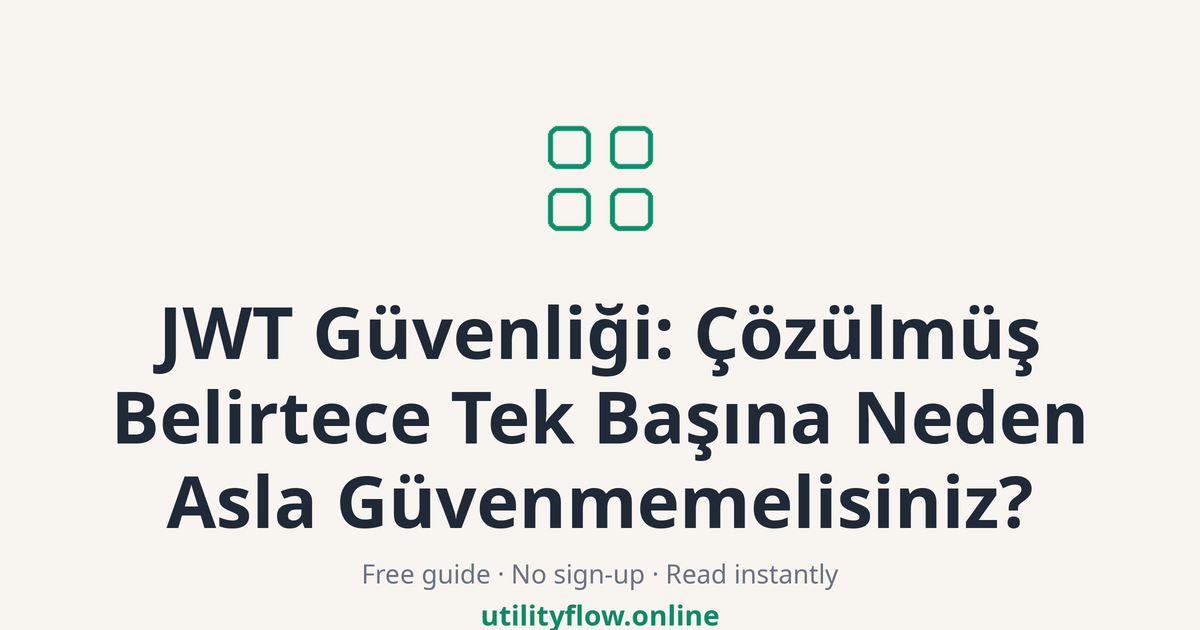 JWT Güvenliği: Çözülmüş
Belirtece Tek Başına Neden
Asla Güvenmemelisiniz?
Free guide · No sign-up · Read instantly
utilityflow.online